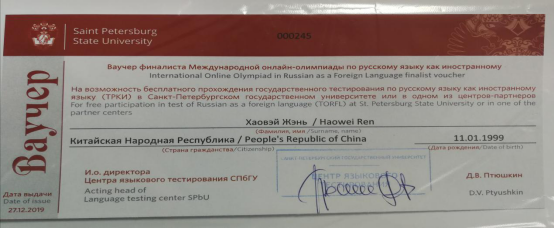 Saint Petersburg
State University
000245
Ваучер финалиста Международной онлайн-олимпиады по русскому языку как иностранному
International Online Olympiad in Russian as a Foreign Language finalist voucher
На возможность бесплатного прохождения государственного тестирования по русскому языку как иностранному
языку (ТРКИ) в Санкт-Петербургском государственном университете или в одном из центров-партнеров
For free participation in test of Russian as a foreign language (TORFL) at St. Petersburg State University or in one of the
partner centers
Хаовэй Жэнь / Haowei Ren
(Фамилия, имя /Surname, name)
Китайская Народная Республика / People's Republic of China
11.01.1999
(Страна гражданства/Citizenship)
(Дата рождения/Date of birth)
Ваучер
Дата выдачи
Date of issue
27.12.2019
И.о. директора
Центра языкового тестирования СПбГУ
Acting head of
Language testing center SPbU
ЦЕНТР ЯЗЫКОВОГО
Д.В. Птюшкин
D.V. Ptyushkin